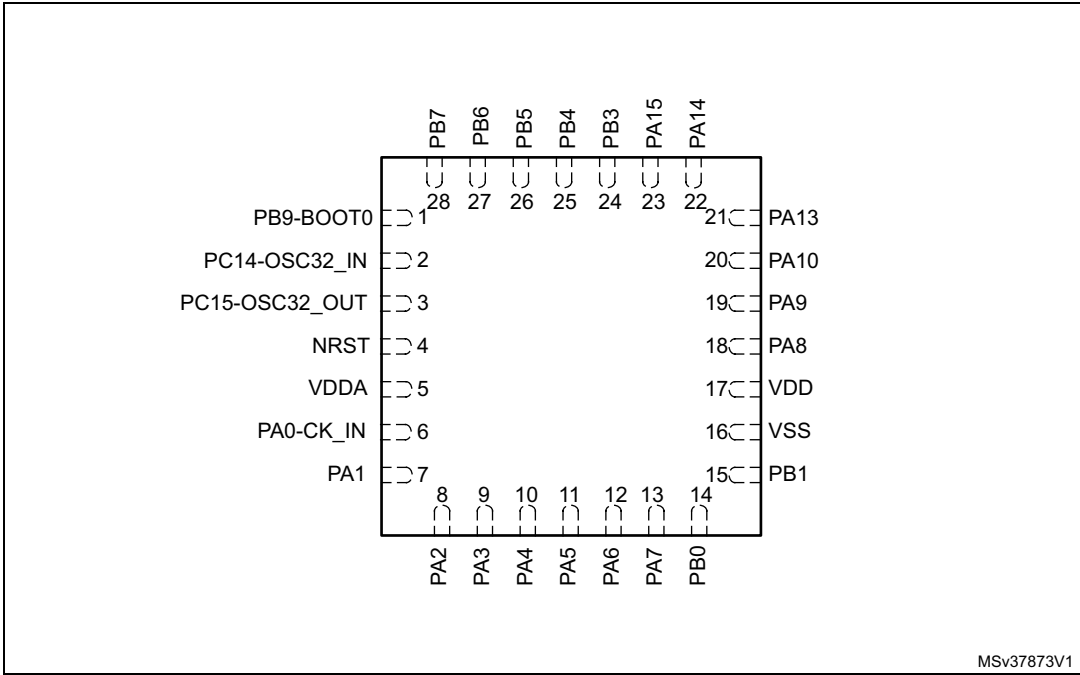 PB7 PB6 PB5 PB4 PB3 PA15 PA14
28 27 26 25 24 23 22
PB9-BOOT0 1 21 PA13
PC14-OSC32_IN 2 20 PA10
PC15-OSC32_OUT 3 19 PA9
NRST 4 18 PA8
VDDA 5 17 VDD
PA0-CK_IN 6 16 VSS
PA1 7 15 PB1
8 9 10 11 12 13 14
PA2 PA3 PA4 PA5 PA6 PA7 PB0
MSv37873V1